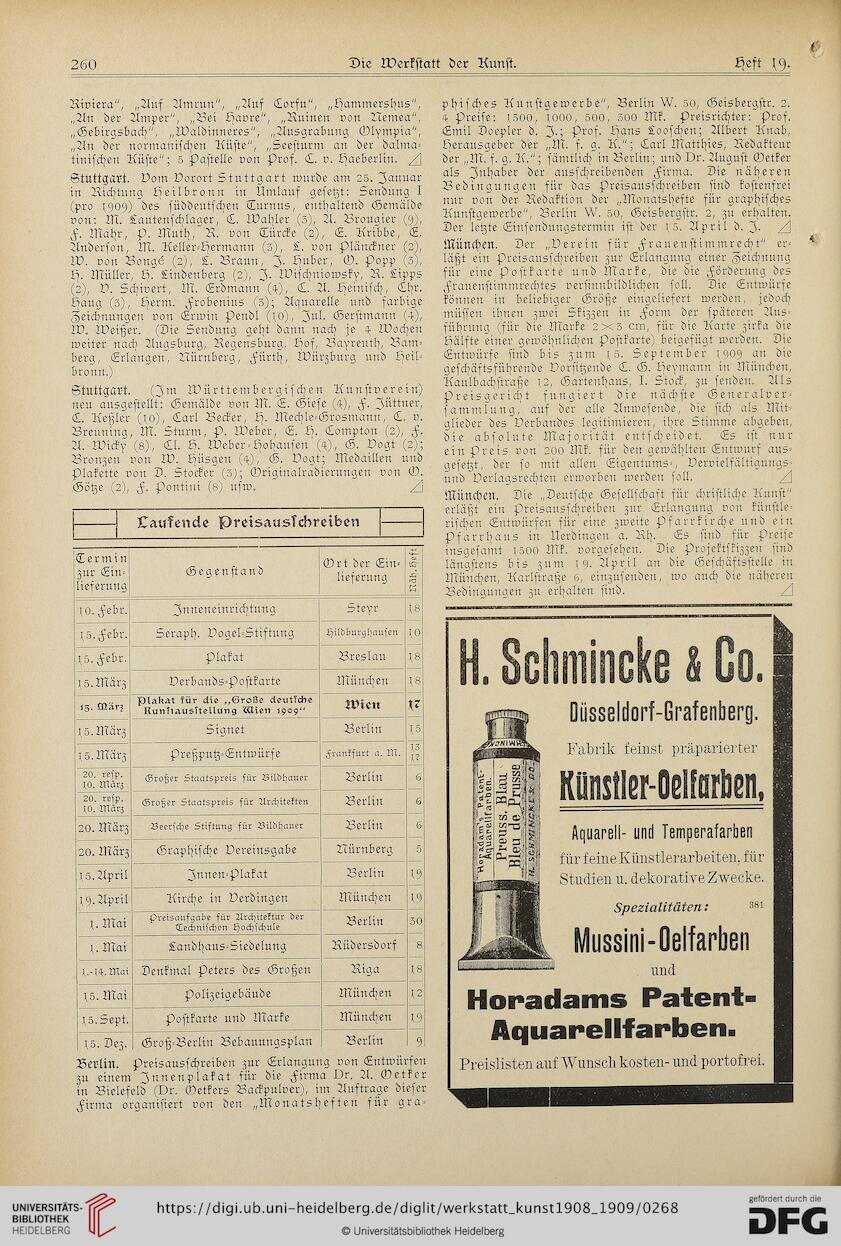 260
Die Werkstatt der Kunst.
Heft 19.
Riviera“, „Auf Amrun“, „Auf Corfu“, „Hammershus“,
„An der Amper“, „Bei Havre“, „Ruinen von Nemea“,
„Gebirgsbach“, „Waldinneres“, „Ausgrabung Olympia“,
„An der normanischen Küste“, „Seesturm an der dalma-
tinischen Küste“; 5 Pastelle von Prof. C. v. Haeberlin.
Stuttgart. Vom Vorort Stuttgart wurde am 25. Januar
in Richtung Heilbronn in Umlauf gesetzt: Sendung I
(pro 1909) des süddeutschen Turnus, enthaltend Gemälde
von: M. Lautenschlager, C. Wahler (3), A. Brougier (9),
F. Mahr, P. Muth, R. von Türcke (2), E. Kribbe, E.
Anderson, M. Keller-Hermann (3), L. von Plänckner (2),
W. von Bongé (2), L. Braun, J. Huber, O. Popp (3),
H. Müller, H. Lindenberg (2), J. Wischniowsky, R. Lipps
(2), D. Schivert, M. Erdmann (4), C. A. Heinisch, Chr.
Haug (3), Herm. Frobenius (3); Aquarelle und farbige
Zeichnungen von Erwin Pendl (10), Jul. Gerstmann (4),
W. Weißer. (Die Sendung geht dann nach je 4 Wochen
weiter nach Augsburg, Regensburg, Hof, Bayreuth, Bam-
berg, Erlangen, Nürnberg, Fürth, Würzburg und Heil-
bronn.)
Stuttgart. (Im Württembergischen Kunstverein)
neu ausgestellt: Gemälde von M. E. Giese (4), F. Jüttner,
C. Keßler (10), Carl Becker, H. Mechle-Grosmann, C. v.
Breuning, M. Sturm, P. Weber, E. H. Compton (2), F.
A. Wicky (8), Cl. H. Weber-Hohausen (4), G. Vogt (2);
Bronzen von W. Hüsgen (4), G. Vogt; Medaillen und
Plakette von D. Stocker (3); Originalradierungen von O.
Götze (2), F. Pontini (8) usw.
Laufende Preisausschreiben
Termin zur Ein-lieferung | Gegenstand | Ort der Ein-lieferung | Näh. Heft
10. Febr. Inneneinrichtung Steyr 18
15. Febr. Seraph. Vogel-Stiftung Hildburghausen 10
15. Febr. Plakat Breslau 18
15. März Verbands-Postkarte München 18
15. März Plakat für die „Große deutsche Kunstausstellung Wien 1909“ Wien 17
15. März Signet Berlin 15
15. März Preßputz-Entwürfe Frankfurt a. M. 13 17
20. resp. 10. März Großer Staatspreis für Bildhauer Berlin 6
20. resp. 10. März Großer Staatspreis für Architekten Berlin 6
20. März Beersche Stiftung für Bildhauer Berlin 6
20. März Graphische Vereinsgabe Nürnberg 5
15. April Innen-Plakat Berlin 19
19. April Kirche in Verdingen München 19
1. Mai Preisaufgabe für Architektur der Technischen Hochschule Berlin 50
1. Mai Landhaus-Siedelung Rüdersdorf 8
1.-14. Mai Denkmal Peters des Großen Riga 18
15. Mai Polizeigebäude München 12
15. Sept. Postkarte und Marke München 19
15. Dez. Groß-Berlin Bebauungsplan Berlin 9
Berlin. Preisausschreiben zur Erlangung von Entwürfen
zu einem Innenplakat für die Firma Dr. A. Oetker
in Bielefeld (Dr. Oetkers Backpulver), im Auftrage dieser
Firma organisiert von den „Monatsheften für gra-
phisches Kunstgewerbe“, Berlin W. 50, Geisbergstr. 2.
4 Preise: 1500, 1000, 500, 300 Mk. Preisrichter: Prof.
Emil Doepler d. J.; Prof. Hans Looschen; Albert Knab,
Herausgeber der „M. f. g. K.“; Carl Matthies, Redakteur
der „M. f. g. K.“; sämtlich in Berlin; und Dr. August Oetker
als Inhaber der ausschreibenden Firma. Die näheren
Bedingungen für das Preisausschreiben sind kostenfrei
nur von der Redaktion der „Monatshefte für graphisches
Kunstgewerbe“, Berlin W. 50, Geisbergstr. 2, zu erhalten.
Der letzte Einsendungstermin ist der 15. April d. J.
München. Der „Verein für Frauenstimmrecht“ er-
läßt ein Preisausschreiben zur Erlangung einer Zeichnung
für eine Postkarte und Marke, die die Förderung des
Frauenstimmrechtes versinnbildlichen soll. Die Entwürfe
können in beliebiger Größe eingeliefert werden, jedoch
müssen ihnen zwei Skizzen in Form der späteren Aus-
führung (für die Marke 2×3 cm, für die Karte zirka die
Hälfte einer gewöhnlichen Postkarte) beigefügt werden. Die
Entwürfe sind bis zum 15. September 1909 an die
geschäftsführende Vorsitzende C. G. Heymann in München,
Kaulbachstraße 12, Gartenhaus, I. Stock, zu senden. Als
Preisgericht fungiert die nächste Generalver-
sammlung, auf der alle Anwesende, die sich als Mit-
glieder des Verbandes legitimieren, ihre Stimme abgeben,
die absolute Majorität entscheidet. Es ist nur
ein Preis von 200 Mk. für den gewählten Entwurf aus-
gesetzt, der so mit allen Eigentums-, Vervielfältigungs-
und Verlagsrechten erworben werden soll.
München. Die „Deutsche Gesellschaft für christliche Kunst“
erläßt ein Preisausschreiben zur Erlangung von künstle-
rischen Entwürfen für eine zweite Pfarrkirche und ein
Pfarrhaus in Uerdingen a. Rh. Es sind für Preise
insgesamt 1500 Mk. vorgesehen. Die Projektskizzen sind
längstens bis zum 19. April an die Geschäftsstelle in
München, Karlstraße 6, einzusenden, wo auch die näheren
Bedingungen zu erhalten sind.
H. Schmincke & Co.
Düsseldorf-Grafenberg.
Fabrik feinst präparierter
Künstler-Oelfarben,
Aquarell- und Temperafarben
für feine Künstlerarbeiten, für
Studien u. dekorative Zwecke.
Spezialitäten: 381
Mussini-Oelfarben
und
Horadams Patent-
Aquarellfarben.
Preislisten auf Wunsch kosten- und portofrei.
Horadam's Patent-
Aquarellfarben.
Preuss. Blau
Bleu de Prusse
H. SCHMINCKE & CO.
UNIVERSITÄTS-
BIBLIOTHEK
HEIDELBERG
https://digi.ub.uni-heidelberg.de/diglit/werkstatt_kunst1908_1909/0268
© Universitätsbibliothek Heidelberg
gefördert durch die
DFG